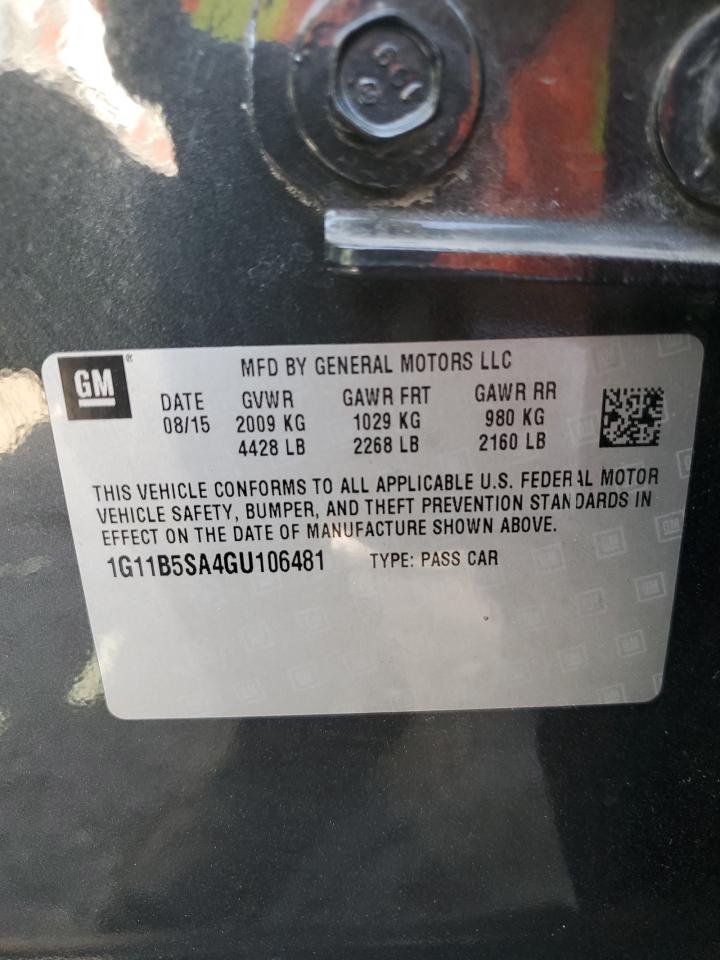 GM ®
MFD BY GENERAL MOTORS LLC
DATE GVWR GAWR FRT GAWR RR
08/15 2009 KG 1029 KG 980 KG
4428 LB 2268 LB 2160 LB
THIS VEHICLE CONFORMS TO ALL APPLICABLE U.S. FEDERAL MOTOR
VEHICLE SAFETY, BUMPER, AND THEFT PREVENTION STANDARDS IN
EFFECT ON THE DATE OF MANUFACTURE SHOWN ABOVE.
1G11B5SA4GU106481 TYPE: PASS CAR